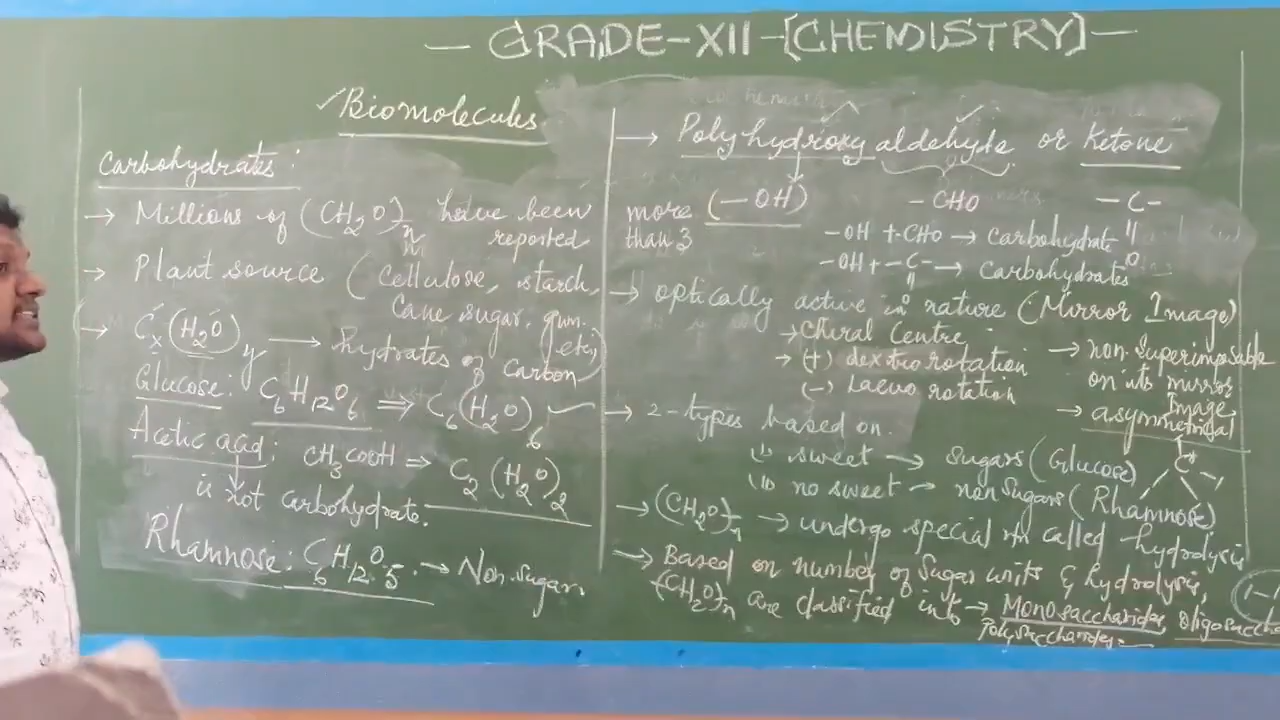 — GRADE-XII-[CHEMISTRY]—
✓Biomolecules
Carbohydrates:
→ Millions of (CH₂O)ₙ have been
reported
→ Plant source (Cellulose, starch,
Cane sugar, gum.
etc)
→ Cₓ(H₂O)y → hydrates of
Carbon
Glucose: C₆H₁₂O₆ ⇒ C₆(H₂O)₆
Acetic acid: CH₃COOH ⇒ C₂(H₂O)₂
is not carbohydrate.
Rhamnose: C₆H₁₂O₅. → Non-sugar.
→ Polyhydroxy aldehyde or Ketone
more (-OH) -CHO -C-
than 3 -OH + -CHO → carbohydrate O
-OH + -C- → carbohydrates
O
→ optically active in nature (Mirror Image)
→ Chiral Centre
→ (+) dextro rotation
(-) Laevo rotation
→ non-superimposable
on its mirror
Image
→ asymmetrical
C*
→ 2-types based on.
(i) sweet → sugars (Glucose)
(ii) no sweet → non sugars (Rhamnose)
→ (CH₂O)ₙ → undergo special rxn called hydrolysis
→ Based on number of sugar units & hydrolysis,
(CH₂O)ₙ are classified into → Monosaccharides, oligosaccha
Polysaccharides